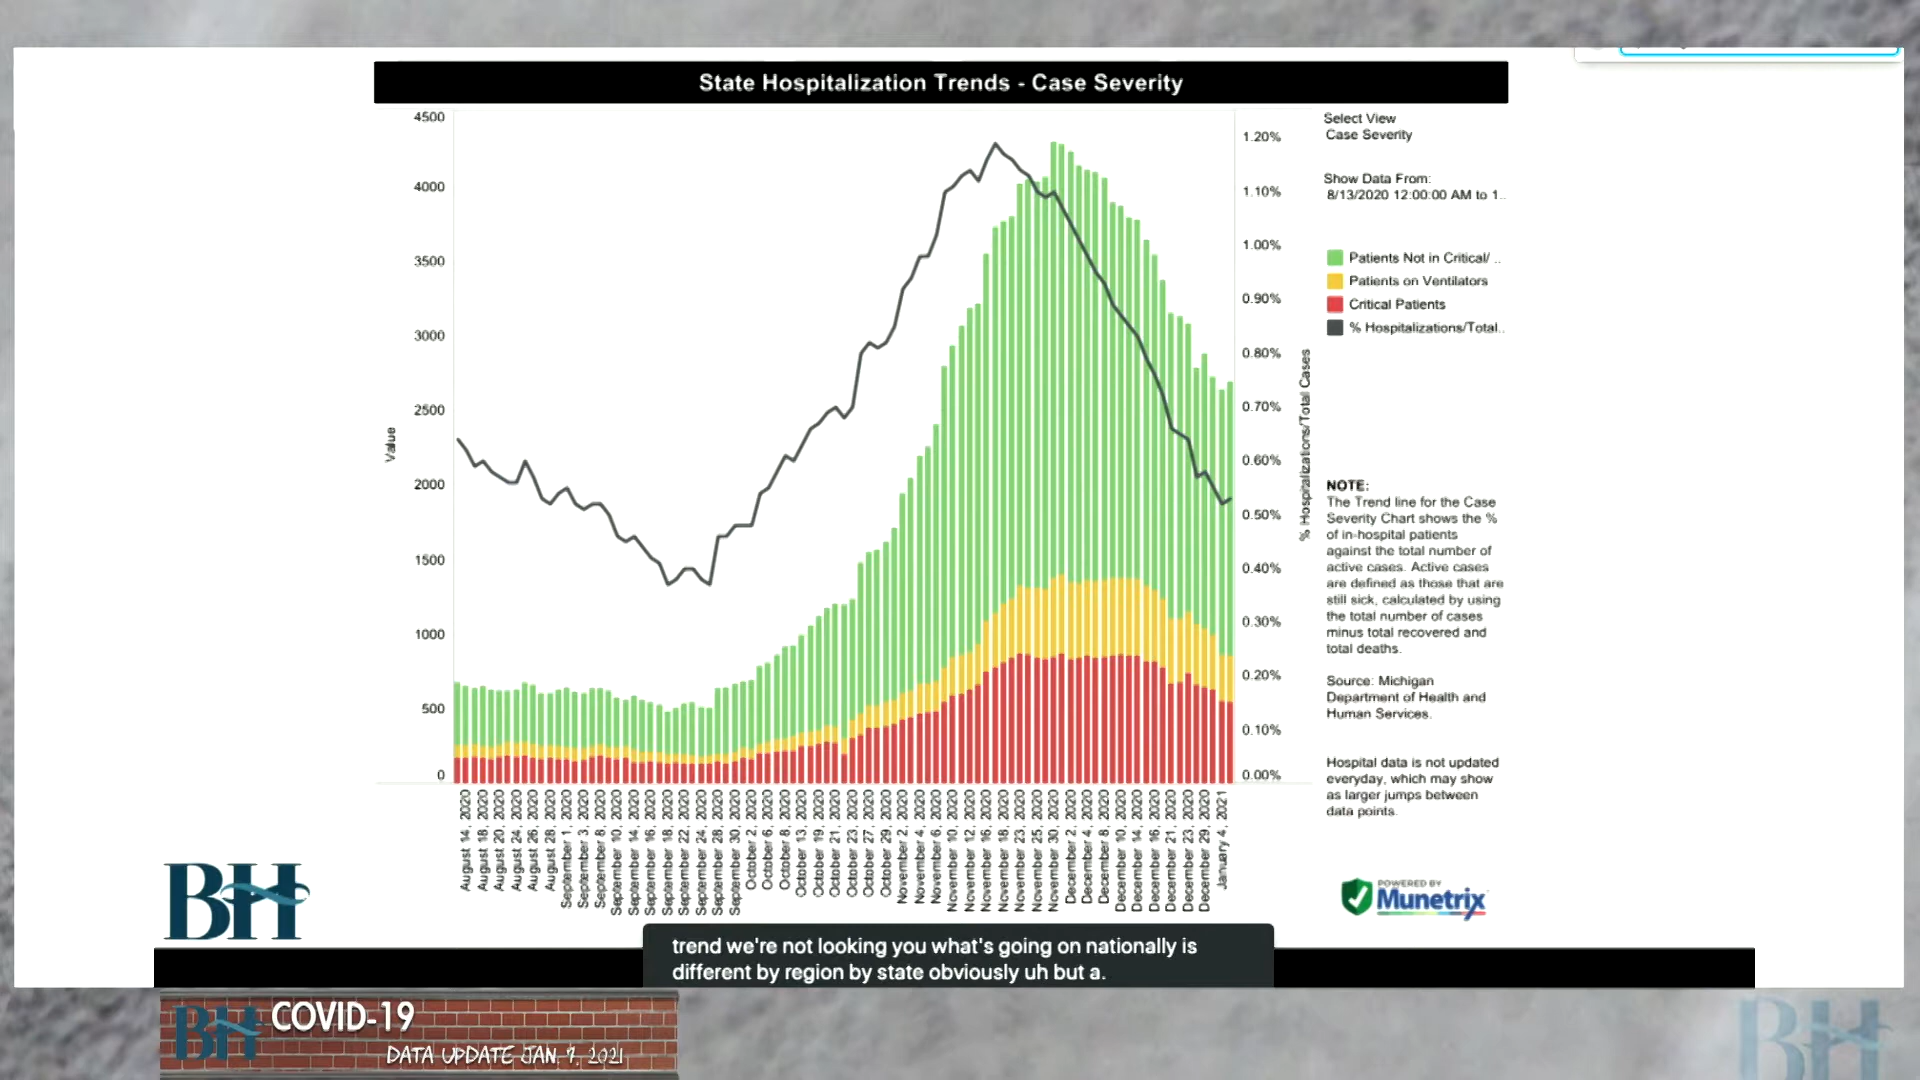 State Hospitalization Trends - Case Severity
4500
4000
3500
3000
2500
2000
1500
1000
500
0
Value
1.20%
1.10%
1.00%
0.90%
0.80%
0.70%
0.60%
0.50%
0.40%
0.30%
0.20%
0.10%
0.00%
% Hospitalizations/Total Cases
August 14, 2020
August 18, 2020
August 20, 2020
August 24, 2020
August 26, 2020
August 28, 2020
September 1, 2020
September 3, 2020
September 8, 2020
September 10, 2020
September 14, 2020
September 16, 2020
September 18, 2020
September 22, 2020
September 24, 2020
September 28, 2020
September 30, 2020
October 2, 2020
October 6, 2020
October 8, 2020
October 13, 2020
October 19, 2020
October 21, 2020
October 23, 2020
October 27, 2020
October 29, 2020
November 2, 2020
November 4, 2020
November 6, 2020
November 10, 2020
November 12, 2020
November 16, 2020
November 18, 2020
November 23, 2020
November 25, 2020
November 30, 2020
December 2, 2020
December 4, 2020
December 8, 2020
December 10, 2020
December 14, 2020
December 16, 2020
December 21, 2020
December 23, 2020
December 29, 2020
January 4, 2021
Select View
Case Severity
Show Data From:
8/13/2020 12:00:00 AM to 1..
Patients Not in Critical/ ..
Patients on Ventilators
Critical Patients
% Hospitalizations/Total..
NOTE:
The Trend line for the Case
Severity Chart shows the %
of in-hospital patients
against the total number of
active cases. Active cases
are defined as those that are
still sick, calculated by using
the total number of cases
minus total recovered and
total deaths.
Source: Michigan
Department of Health and
Human Services.
Hospital data is not updated
everyday, which may show
as larger jumps between
data points.
POWERED BY
Munetrix
BH
trend we're not looking you what's going on nationally is
different by region by state obviously uh but a.
BH
COVID-19
DATA UPDATE JAN. 7, 2021
BH